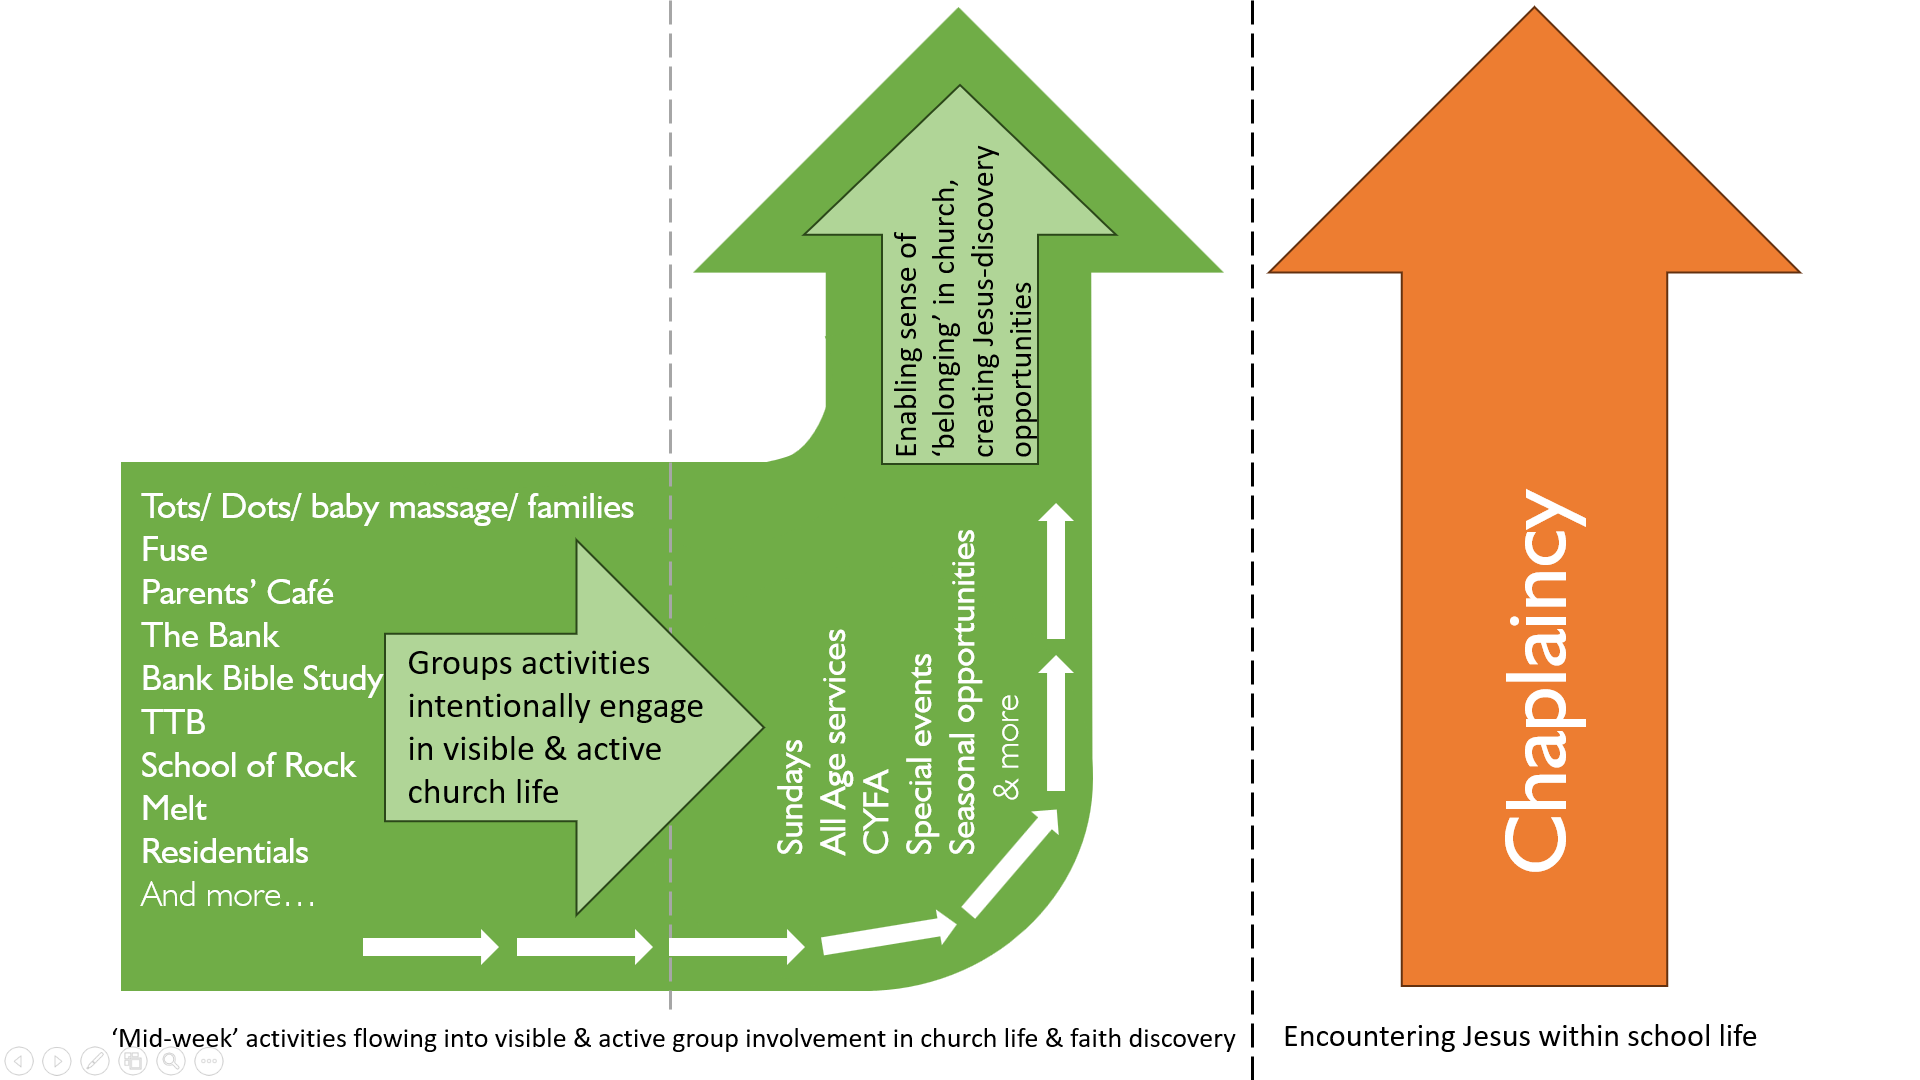 Tots/ Dots/ baby massage/ families
Fuse
Parents’ Café
The Bank
Bank Bible Study
TTB
School of Rock
Melt
Residentials
And more…
Groups activities
intentionally engage
in visible & active
church life
Sundays
All Age services
CYFA
Special events
Seasonal opportunities
& more
Enabling sense of
‘belonging’ in church,
creating Jesus-discovery
opportunities
Chaplaincy
‘Mid-week’ activities flowing into visible & active group involvement in church life & faith discovery
Encountering Jesus within school life